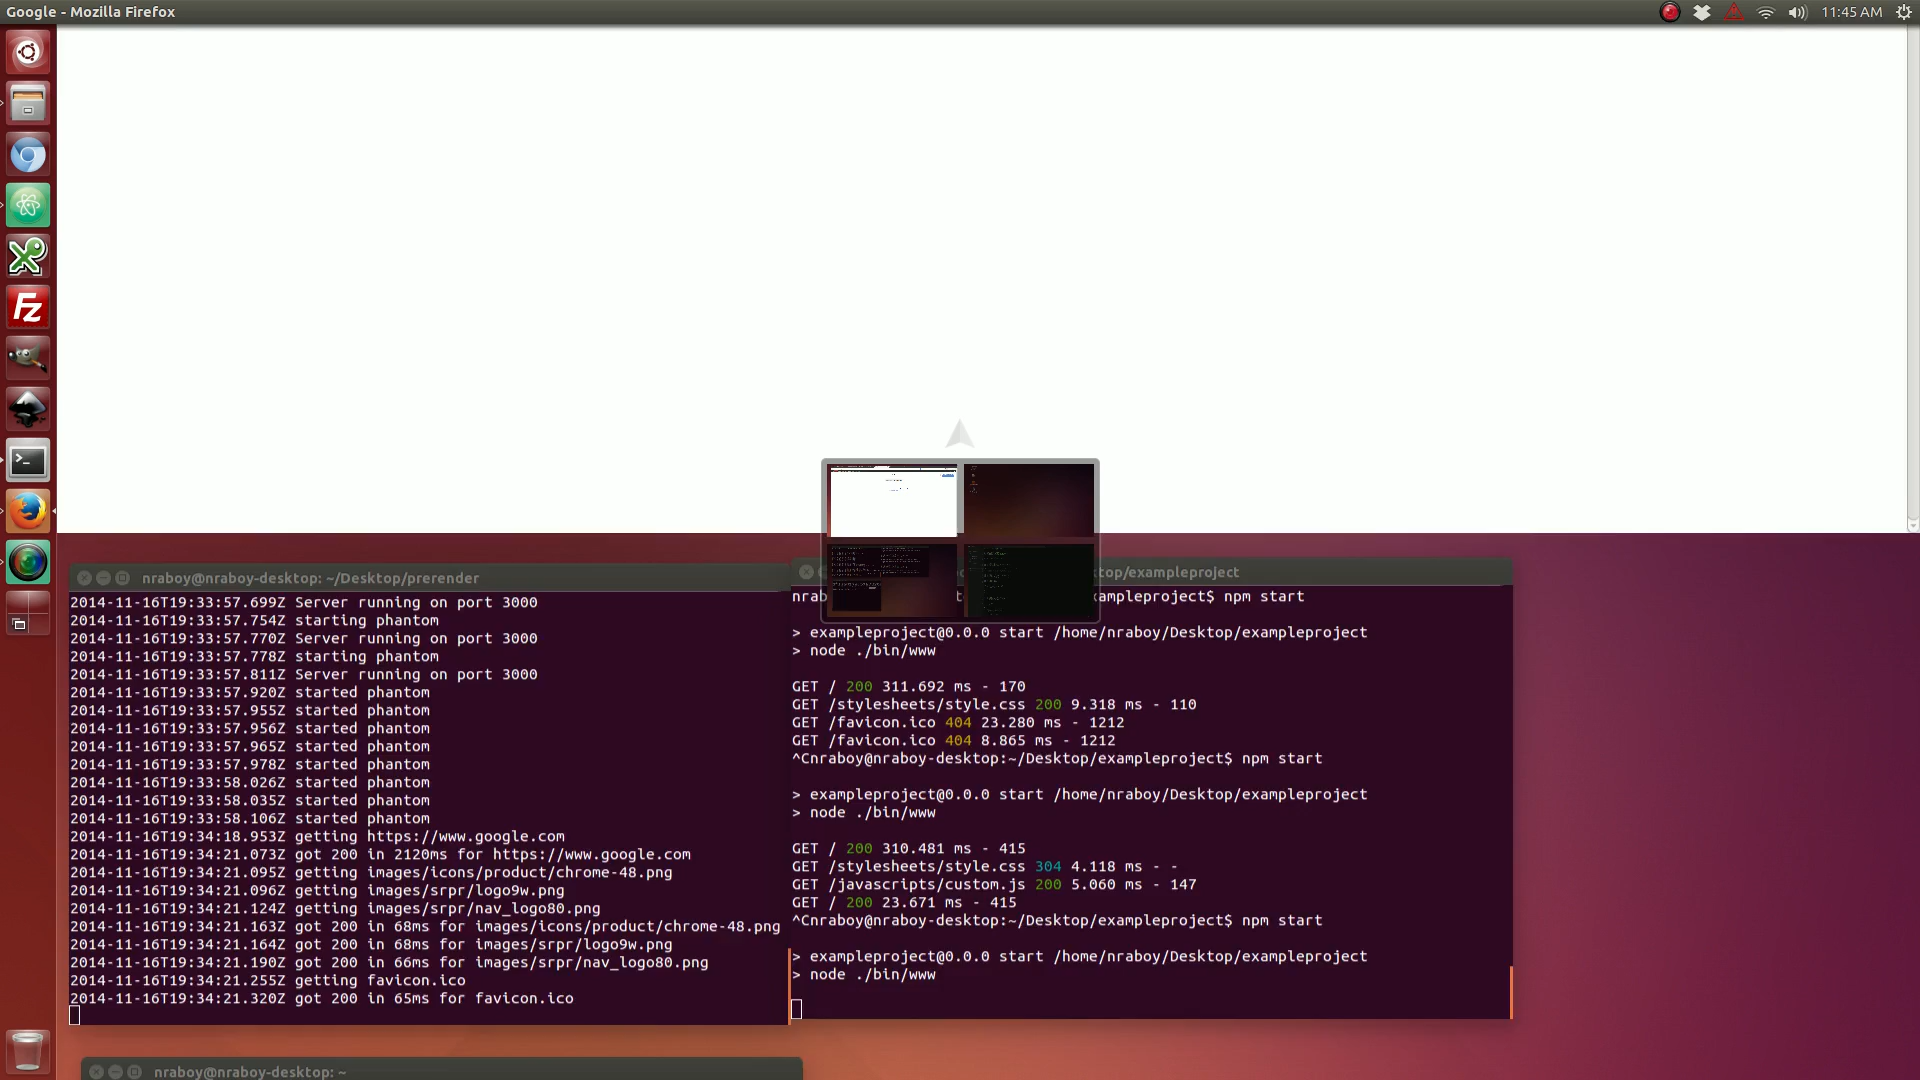 Google - Mozilla Firefox
11:45 AM
nraboy@nraboy-desktop: ~/Desktop/prerender
2014-11-16T19:33:57.699Z Server running on port 3000
2014-11-16T19:33:57.754Z starting phantom
2014-11-16T19:33:57.770Z Server running on port 3000
2014-11-16T19:33:57.778Z starting phantom
2014-11-16T19:33:57.811Z Server running on port 3000
2014-11-16T19:33:57.920Z started phantom
2014-11-16T19:33:57.955Z started phantom
2014-11-16T19:33:57.956Z started phantom
2014-11-16T19:33:57.965Z started phantom
2014-11-16T19:33:57.978Z started phantom
2014-11-16T19:33:58.026Z started phantom
2014-11-16T19:33:58.035Z started phantom
2014-11-16T19:33:58.106Z started phantom
2014-11-16T19:34:18.953Z getting https://www.google.com
2014-11-16T19:34:21.073Z got 200 in 2120ms for https://www.google.com
2014-11-16T19:34:21.095Z getting images/icons/product/chrome-48.png
2014-11-16T19:34:21.096Z getting images/srpr/logo9w.png
2014-11-16T19:34:21.124Z getting images/srpr/nav_logo80.png
2014-11-16T19:34:21.163Z got 200 in 68ms for images/icons/product/chrome-48.png
2014-11-16T19:34:21.164Z got 200 in 68ms for images/srpr/logo9w.png
2014-11-16T19:34:21.190Z got 200 in 66ms for images/srpr/nav_logo80.png
2014-11-16T19:34:21.255Z getting favicon.ico
2014-11-16T19:34:21.320Z got 200 in 65ms for favicon.ico
top/exampleproject
nrab xampleproject$ npm start
> exampleproject@0.0.0 start /home/nraboy/Desktop/exampleproject
> node ./bin/www
GET / 200 311.692 ms - 170
GET /stylesheets/style.css 200 9.318 ms - 110
GET /favicon.ico 404 23.280 ms - 1212
GET /favicon.ico 404 8.865 ms - 1212
^Cnraboy@nraboy-desktop:~/Desktop/exampleproject$ npm start
> exampleproject@0.0.0 start /home/nraboy/Desktop/exampleproject
> node ./bin/www
GET / 200 310.481 ms - 415
GET /stylesheets/style.css 304 4.118 ms - -
GET /javascripts/custom.js 200 5.060 ms - 147
GET / 200 23.671 ms - 415
^Cnraboy@nraboy-desktop:~/Desktop/exampleproject$ npm start
> exampleproject@0.0.0 start /home/nraboy/Desktop/exampleproject
> node ./bin/www
nraboy@nraboy-desktop: ~